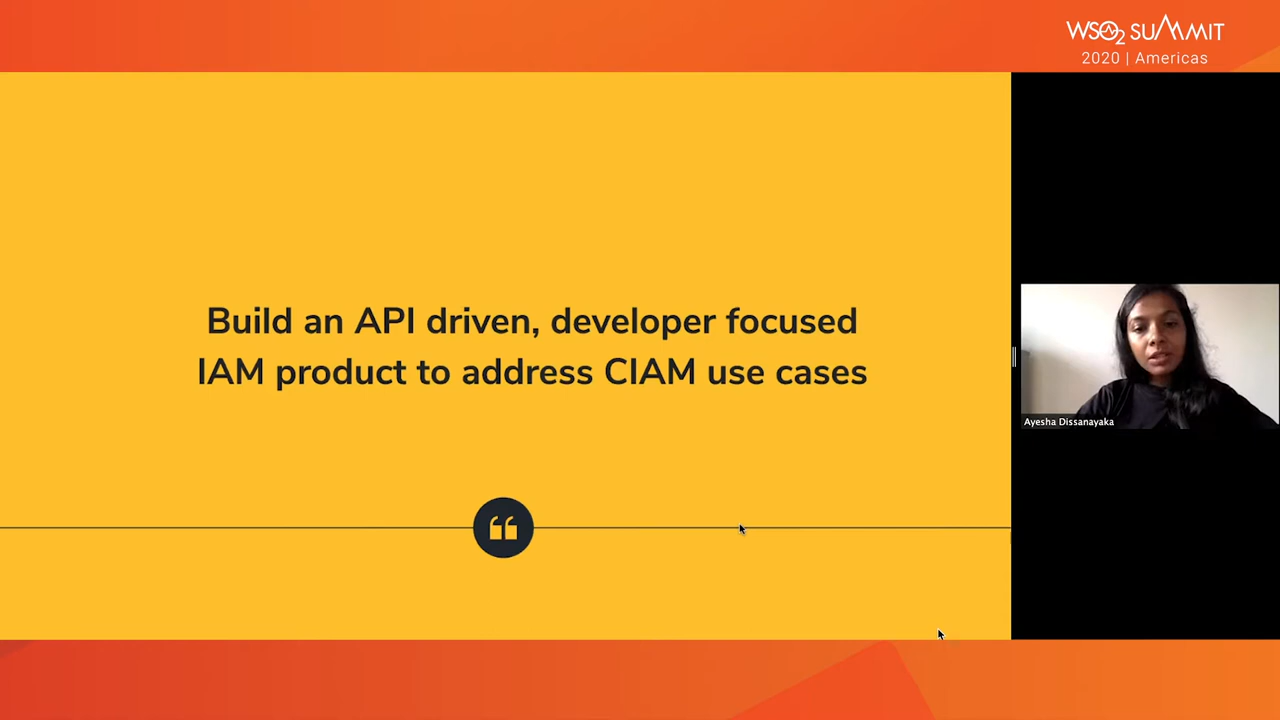 WSO2 SUMMIT
2020 | Americas
Build an API driven, developer focused
IAM product to address CIAM use cases
Ayesha Dissanayaka